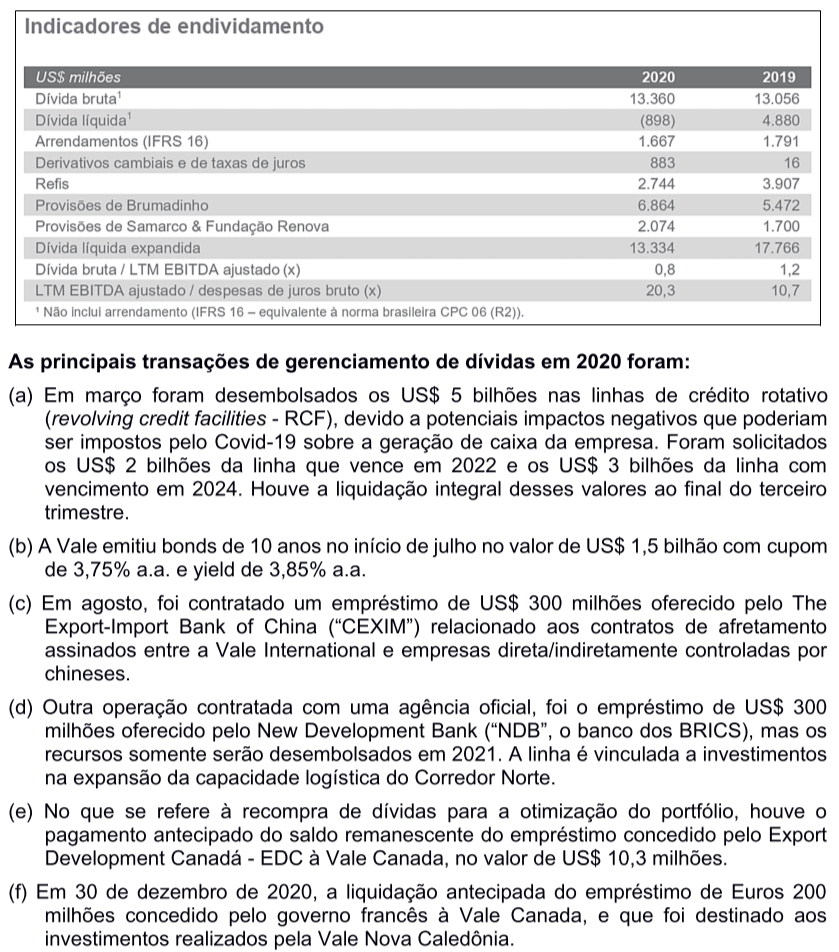 Indicadores de endividamento
US$ milhões 2020 2019
Dívida bruta¹ 13.360 13.056
Dívida líquida¹ (898) 4.880
Arrendamentos (IFRS 16) 1.667 1.791
Derivativos cambiais e de taxas de juros 883 16
Refis 2.744 3.907
Provisões de Brumadinho 6.864 5.472
Provisões de Samarco & Fundação Renova 2.074 1.700
Dívida líquida expandida 13.334 17.766
Dívida bruta / LTM EBITDA ajustado (x) 0,8 1,2
LTM EBITDA ajustado / despesas de juros bruto (x) 20,3 10,7
¹ Não inclui arrendamento (IFRS 16 – equivalente à norma brasileira CPC 06 (R2)).
As principais transações de gerenciamento de dívidas em 2020 foram:
(a) Em março foram desembolsados os US$ 5 bilhões nas linhas de crédito rotativo
(revolving credit facilities - RCF), devido a potenciais impactos negativos que poderiam
ser impostos pelo Covid-19 sobre a geração de caixa da empresa. Foram solicitados
os US$ 2 bilhões da linha que vence em 2022 e os US$ 3 bilhões da linha com
vencimento em 2024. Houve a liquidação integral desses valores ao final do terceiro
trimestre.
(b) A Vale emitiu bonds de 10 anos no início de julho no valor de US$ 1,5 bilhão com cupom
de 3,75% a.a. e yield de 3,85% a.a.
(c) Em agosto, foi contratado um empréstimo de US$ 300 milhões oferecido pelo The
Export-Import Bank of China (“CEXIM”) relacionado aos contratos de afretamento
assinados entre a Vale International e empresas direta/indiretamente controladas por
chineses.
(d) Outra operação contratada com uma agência oficial, foi o empréstimo de US$ 300
milhões oferecido pelo New Development Bank (“NDB”, o banco dos BRICS), mas os
recursos somente serão desembolsados em 2021. A linha é vinculada a investimentos
na expansão da capacidade logística do Corredor Norte.
(e) No que se refere à recompra de dívidas para a otimização do portfólio, houve o
pagamento antecipado do saldo remanescente do empréstimo concedido pelo Export
Development Canadá - EDC à Vale Canada, no valor de US$ 10,3 milhões.
(f) Em 30 de dezembro de 2020, a liquidação antecipada do empréstimo de Euros 200
milhões concedido pelo governo francês à Vale Canada, e que foi destinado aos
investimentos realizados pela Vale Nova Caledônia.